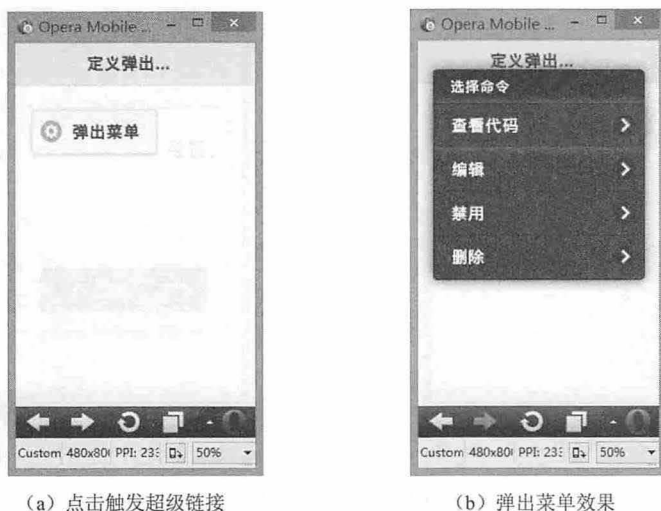 Opera Mobile ...
定义弹出...
弹出菜单
Custom 480x80 PPI: 23 50%
(a) 点击触发超级链接
Opera Mobile ...
定义弹出...
选择命令
查看代码
编辑
禁用
删除
Custom 480x80 PPI: 23 50%
(b) 弹出菜单效果